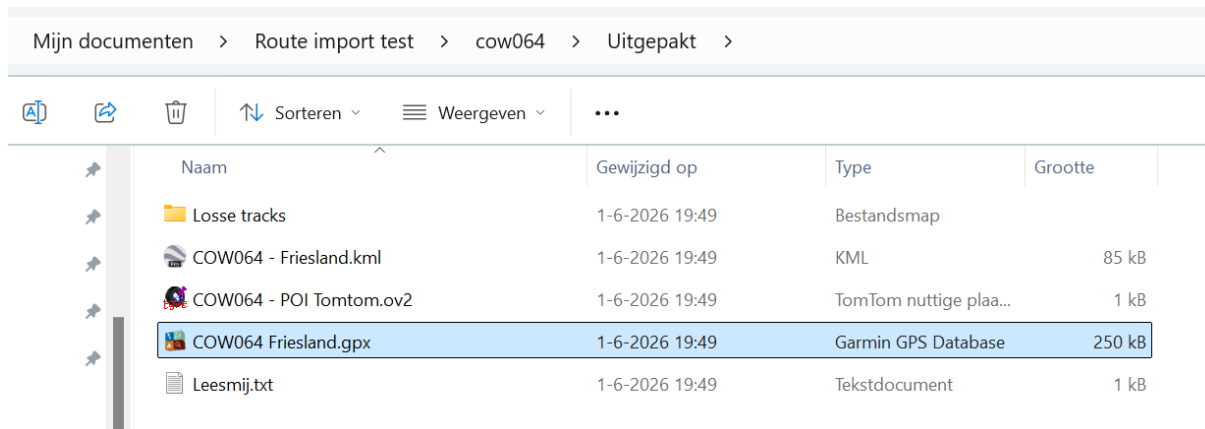 Mijn documenten > Route import test > cow064 > Uitgepakt >
Sorteren Weergeven ...
Naam Gewijzigd op Type Grootte
Losse tracks 1-6-2026 19:49 Bestandsmap
COW064 - Friesland.kml 1-6-2026 19:49 KML 85 kB
COW064 - POI Tomtom.ov2 1-6-2026 19:49 TomTom nuttige plaa... 1 kB
COW064 Friesland.gpx 1-6-2026 19:49 Garmin GPS Database 250 kB
Leesmij.txt 1-6-2026 19:49 Tekstdocument 1 kB